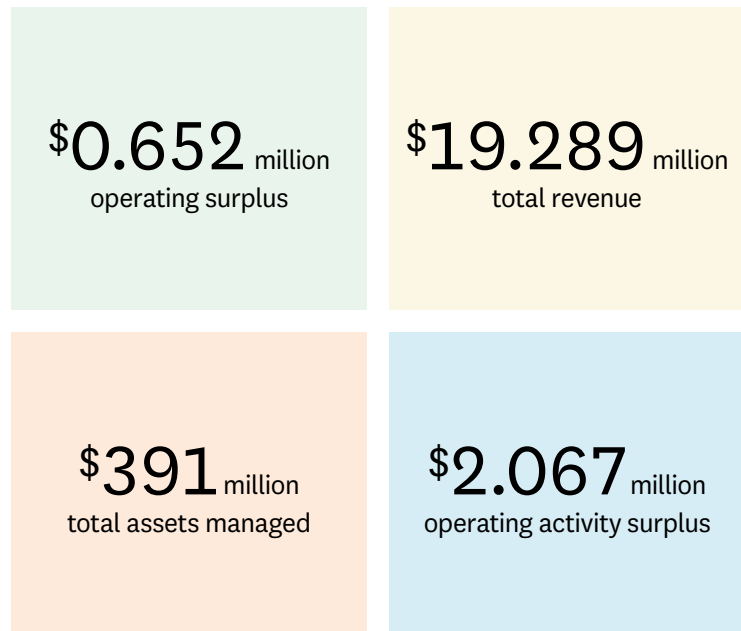 $0.652 million
operating surplus
$19.289 million
total revenue
$391 million
total assets managed
$2.067 million
operating activity surplus